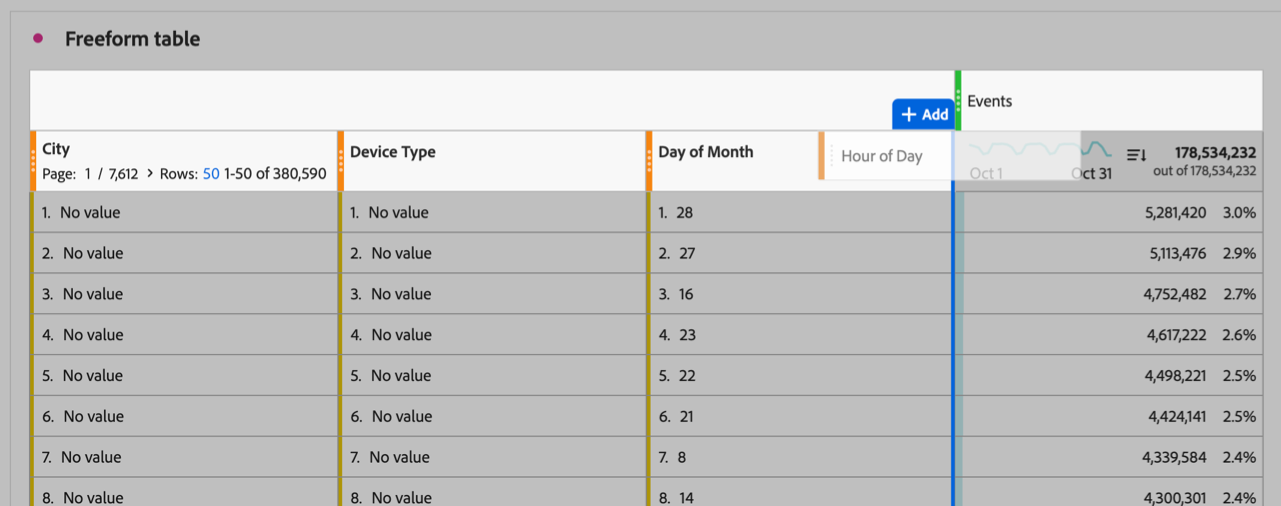 Freeform table
+ Add
Events
City
Page: 1 / 7,612 > Rows: 50 1-50 of 380,590
Device Type
Day of Month
Hour of Day
Oct 1
Oct 31
178,534,232
out of 178,534,232
1. No value 1. No value 1. 28 5,281,420 3.0%
2. No value 2. No value 2. 27 5,113,476 2.9%
3. No value 3. No value 3. 16 4,752,482 2.7%
4. No value 4. No value 4. 23 4,617,222 2.6%
5. No value 5. No value 5. 22 4,498,221 2.5%
6. No value 6. No value 6. 21 4,424,141 2.5%
7. No value 7. No value 7. 8 4,339,584 2.4%
8. No value 8. No value 8. 14 4,300,301 2.4%